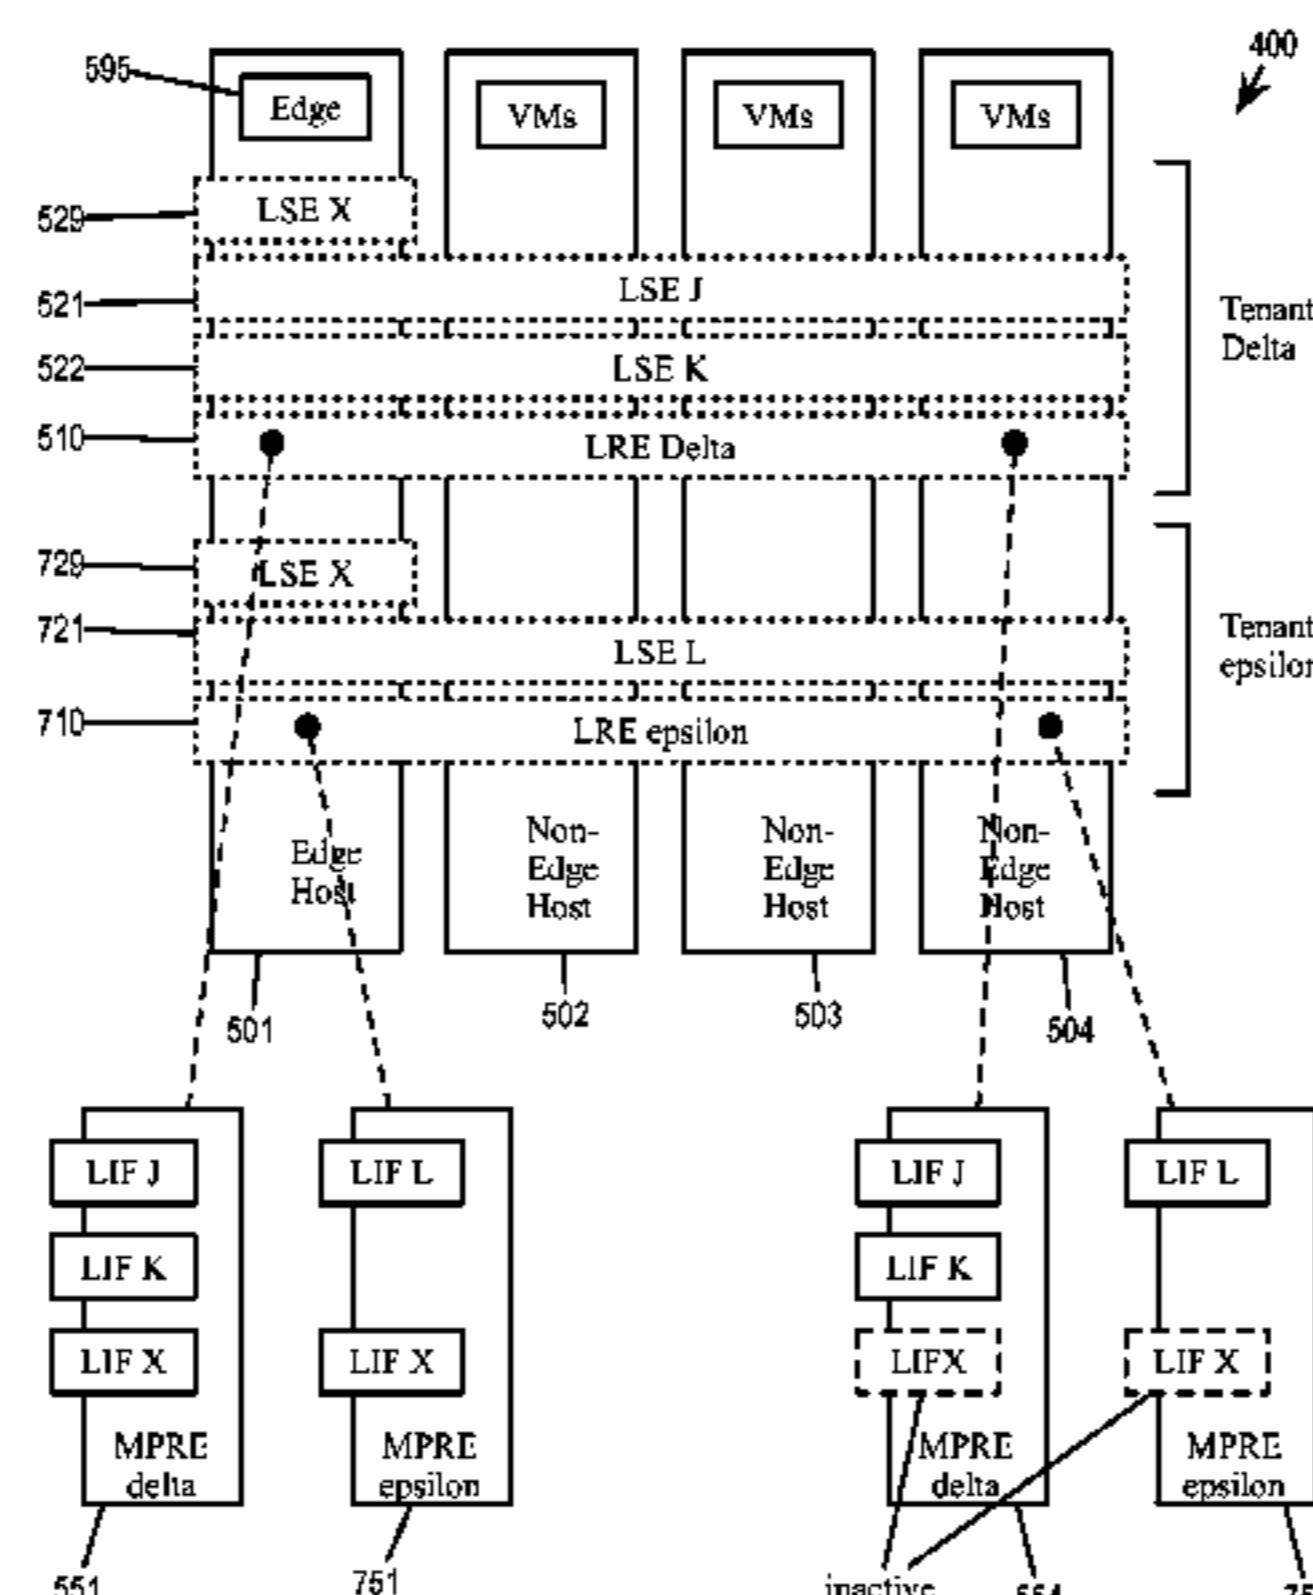 400
595
Edge
VMs
VMs
VMs
529
LSE X
521
LSE J
Tenant
Delta
522
LSE K
510
LRE Delta
729
LSE X
721
LSE L
Tenant
710
LRE epsilon
Edge
Host
Non-
Edge
Host
Non-
Edge
Host
Non-
Edge
Host
501
502
503
504
LIF J
LIF K
LIF X
MPRE
delta
LIF L
LIF X
MPRE
epsilon
LIF J
LIF K
LIFX
MPRE
delta
LIF L
LIF X
MPRE
epsilon
551
751
inactive
554